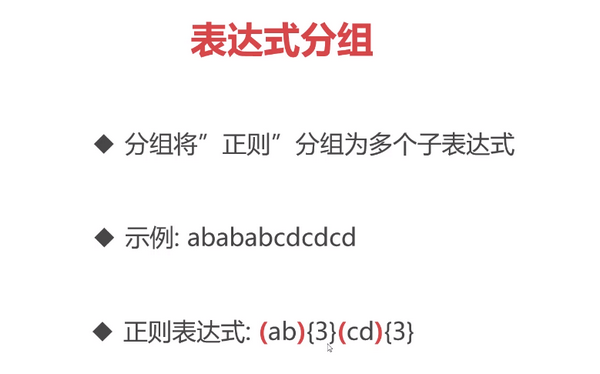 表达式分组
◆ 分组将”正则”分组为多个子表达式
◆ 示例: abababcdcdcd
◆ 正则表达式: (ab){3}(cd){3}